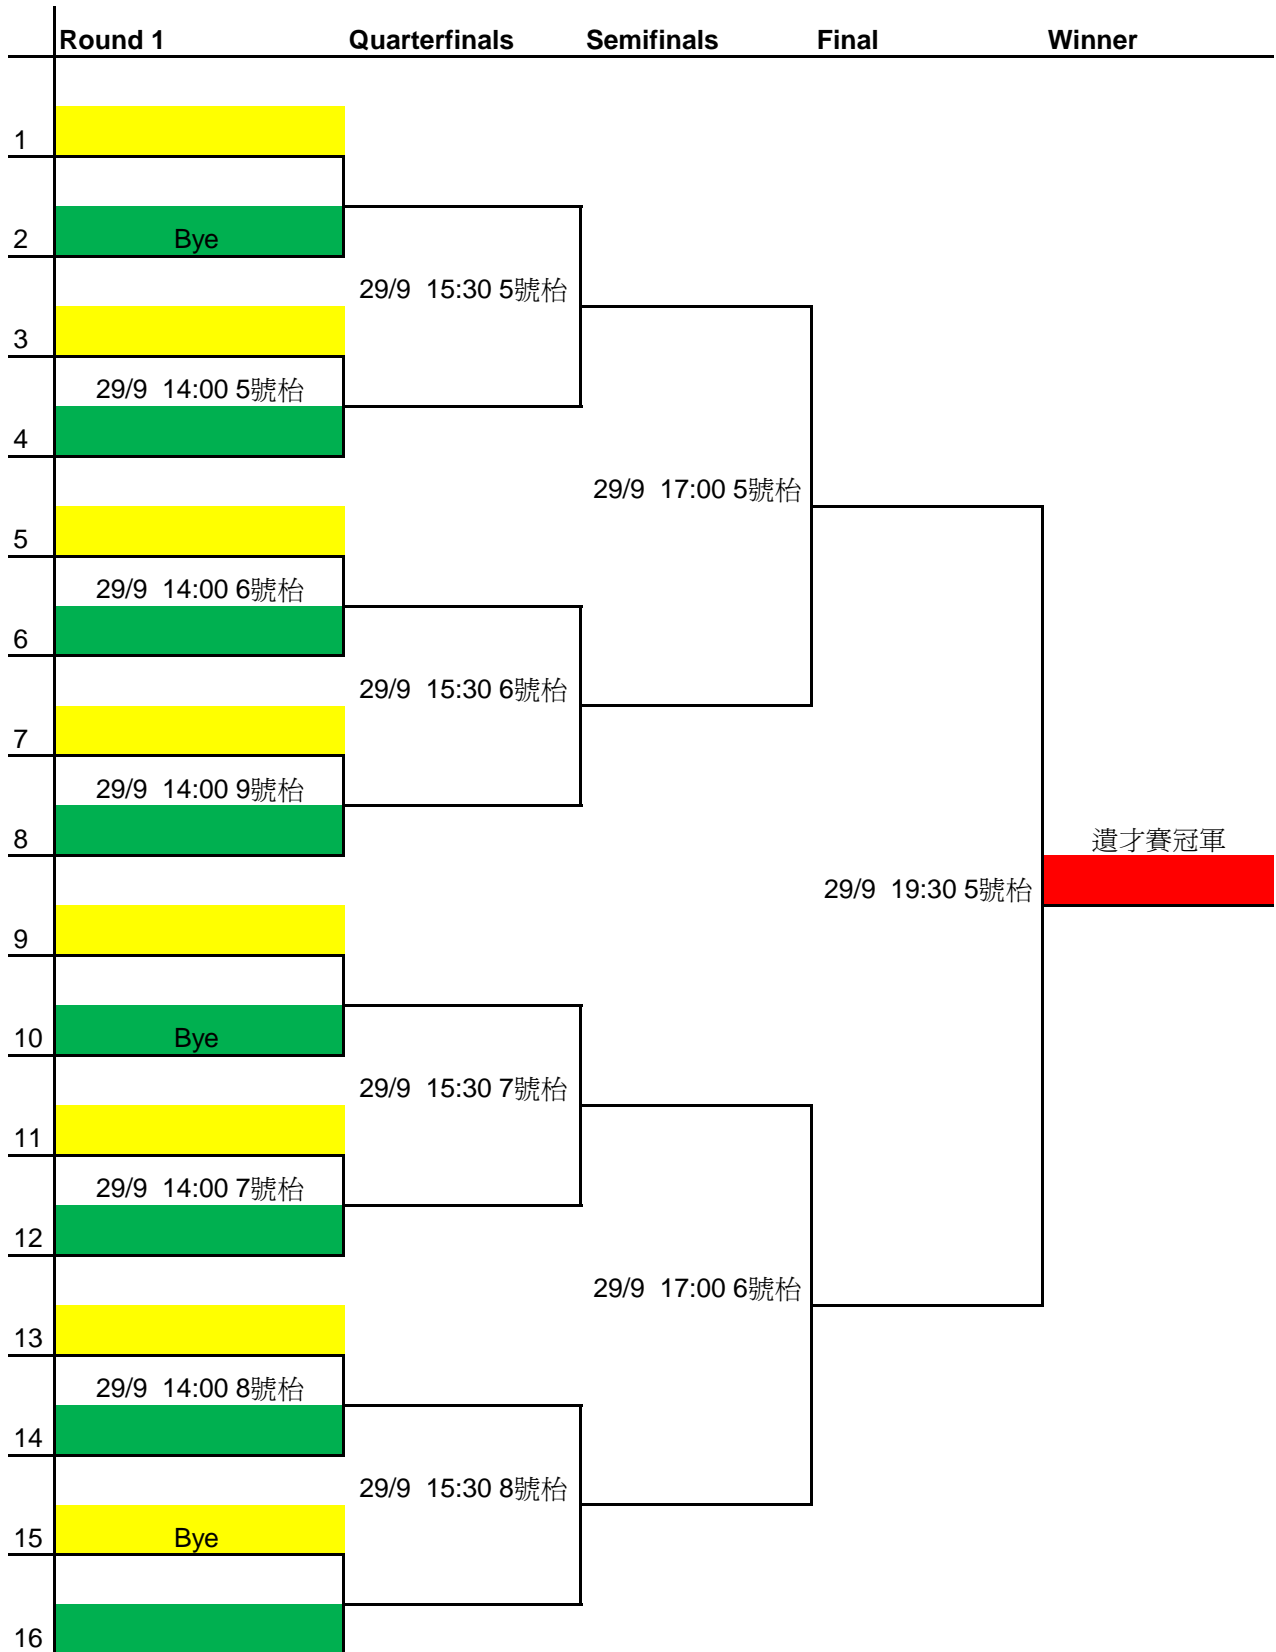 Round 1 Quarterfinals Semifinals Final Winner
1
2 Bye
29/9 15:30 5號枱
3
29/9 14:00 5號枱
4
29/9 17:00 5號枱
5
29/9 14:00 6號枱
6
29/9 15:30 6號枱
7
29/9 14:00 9號枱
8
遺才賽冠軍
29/9 19:30 5號枱
9
10 Bye
29/9 15:30 7號枱
11
29/9 14:00 7號枱
12
29/9 17:00 6號枱
13
29/9 14:00 8號枱
14
29/9 15:30 8號枱
15 Bye
16